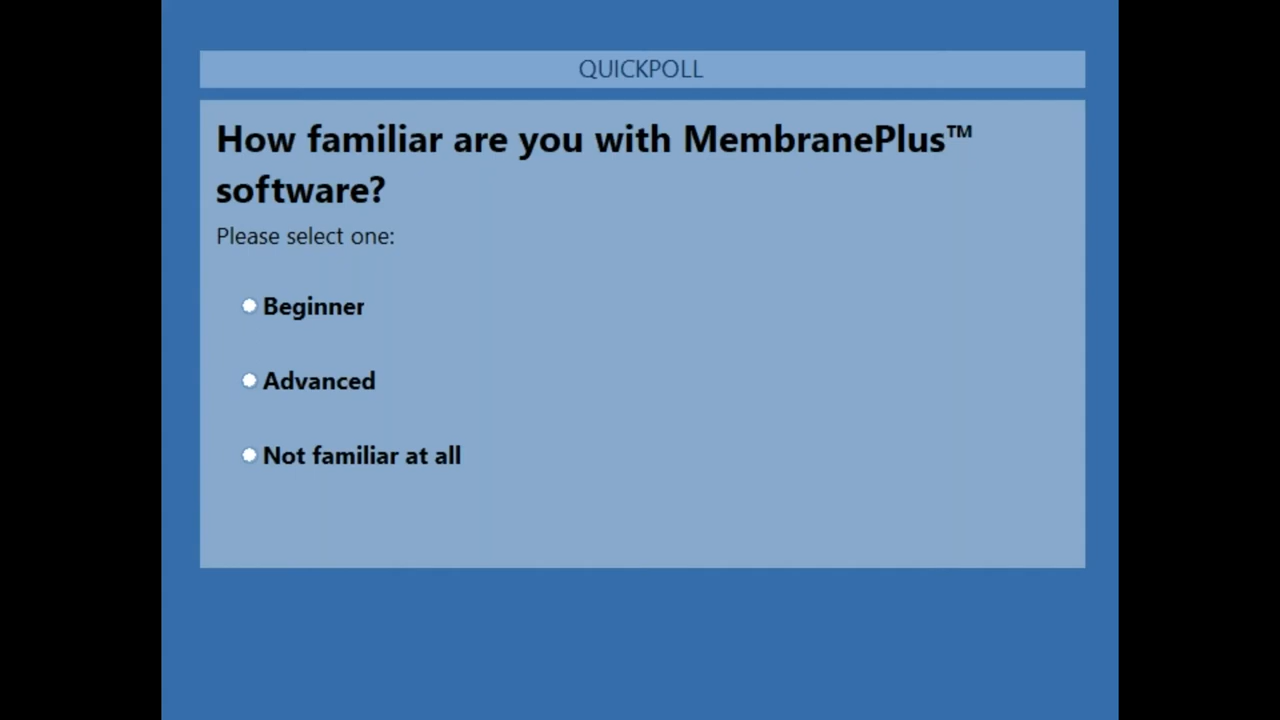 QUICKPOLL
How familiar are you with MembranePlus™
software?
Please select one:
Beginner
Advanced
Not familiar at all